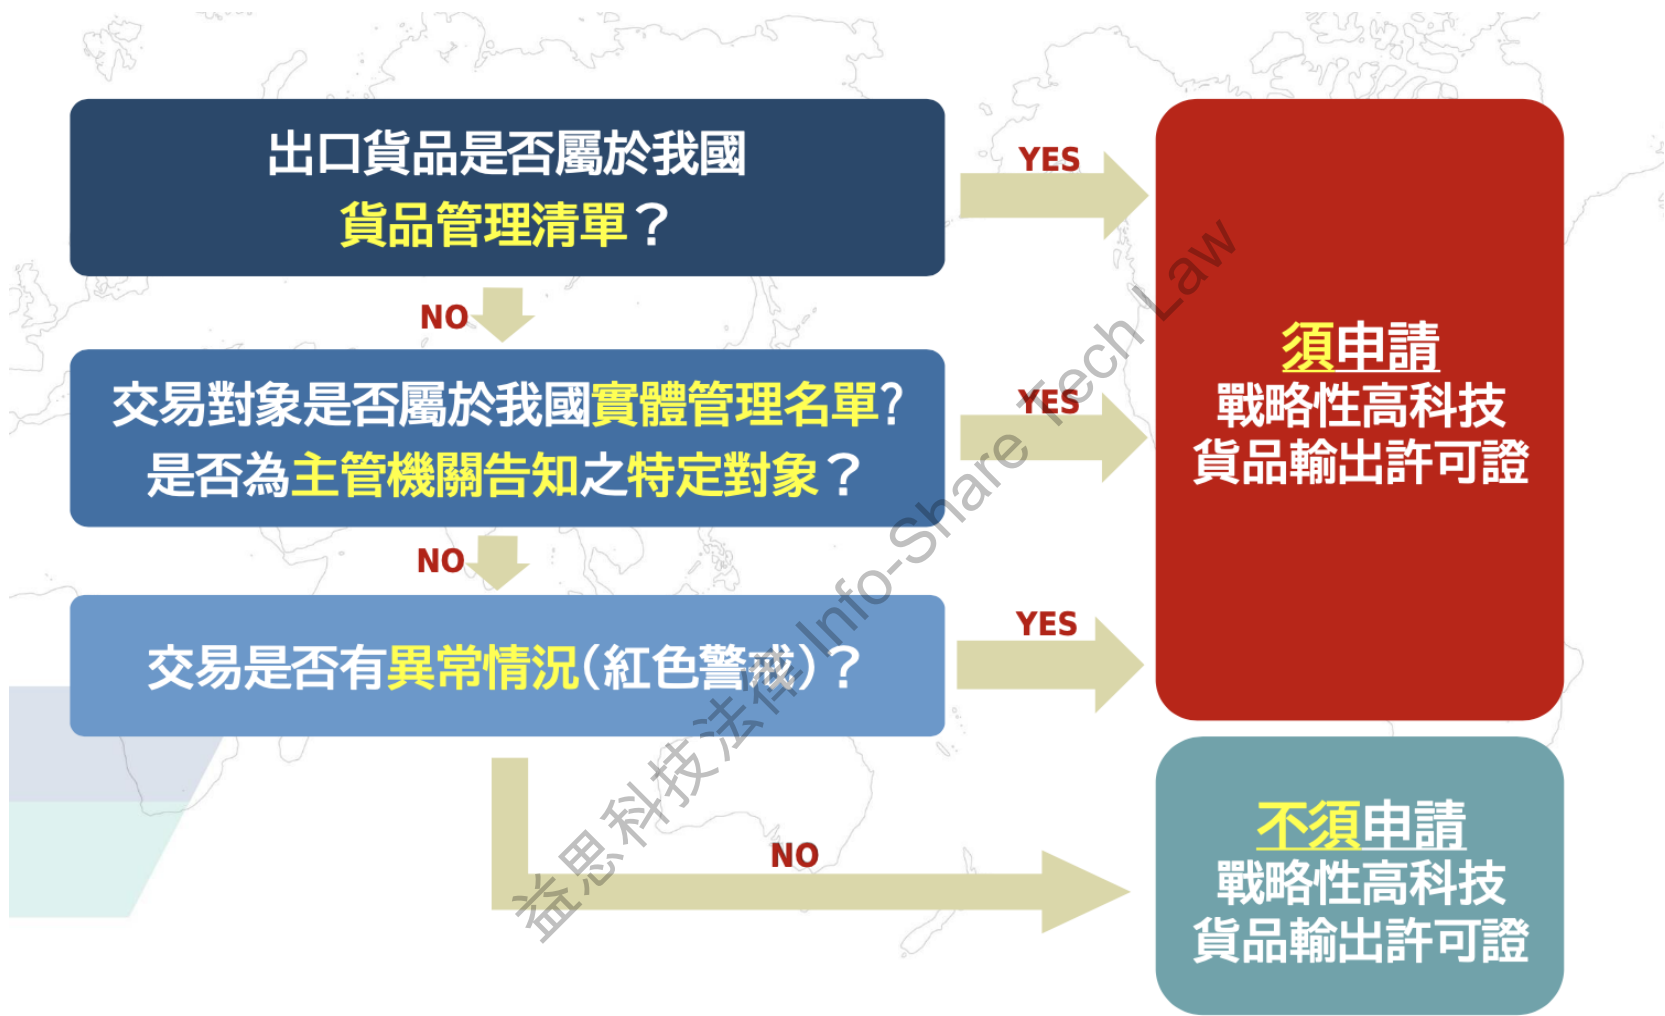 出口貨品是否屬於我國
貨品管理清單？
YES
NO
交易對象是否屬於我國實體管理名單?
是否為主管機關告知之特定對象？
YES
NO
交易是否有異常情況(紅色警戒)？
YES
NO
須申請
戰略性高科技
貨品輸出許可證
不須申請
戰略性高科技
貨品輸出許可證
益思科技法律 Info-Share Tech Law